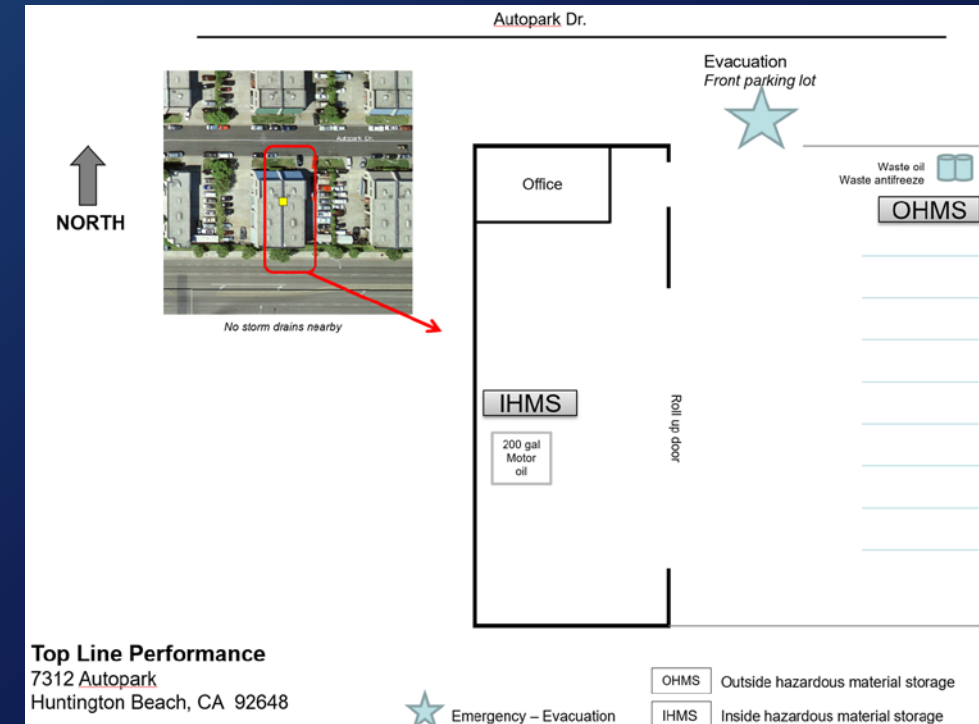 Autopark Dr.
Evacuation
Front parking lot
Autopark Dr.
NORTH
No storm drains nearby
Office
Waste oil
Waste antifreeze
OHMS
IHMS
200 gal
Motor
oil
Roll up door
Top Line Performance
7312 Autopark
Huntington Beach, CA 92648
Emergency – Evacuation
OHMS Outside hazardous material storage
IHMS Inside hazardous material storage